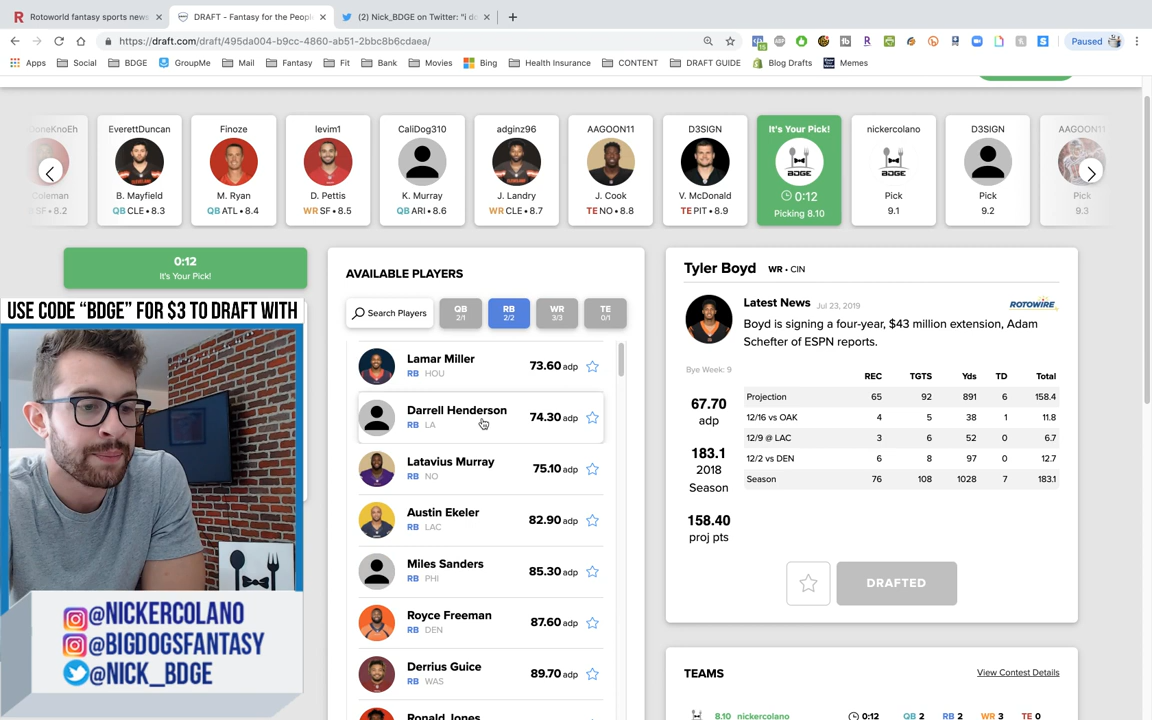 Rotoworld fantasy sports news
DRAFT - Fantasy for the Peopl
(2) Nick_BDGE on Twitter: "i d
https://draft.com/draft/495da004-b9cc-4860-ab51-2bbc8b6cdaea/
Paused
Apps
Social
BDGE
GroupMe
Mail
Fantasy
Fit
Bank
Movies
Bing
Health Insurance
CONTENT
DRAFT GUIDE
Blog Drafts
Memes
oneKnoEh
Coleman
SF • 8.2
EverettDuncan
B. Mayfield
QB CLE • 8.3
Finoze
M. Ryan
QB ATL • 8.4
levim1
D. Pettis
WR SF • 8.5
CaliDog310
K. Murray
QB ARI • 8.6
adginz96
J. Landry
WR CLE • 8.7
AAGOON11
J. Cook
TE NO • 8.8
D3SIGN
V. McDonald
TE PIT • 8.9
It's Your Pick!
BDGE
0:12
Picking 8.10
nickercolano
BDGE
Pick
9.1
D3SIGN
Pick
9.2
AAGOON11
Pick
9.3
0:12
It's Your Pick!
USE CODE "BDGE" FOR $3 TO DRAFT WITH
@NICKERCOLANO
@BIGDOGSFANTASY
@NICK_BDGE
AVAILABLE PLAYERS
Search Players
QB
2/1
RB
2/2
WR
3/3
TE
0/1
Lamar Miller
RB HOU
73.60 adp
Darrell Henderson
RB LA
74.30 adp
Latavius Murray
RB NO
75.10 adp
Austin Ekeler
RB LAC
82.90 adp
Miles Sanders
RB PHI
85.30 adp
Royce Freeman
RB DEN
87.60 adp
Derrius Guice
RB WAS
89.70 adp
Ronald Jones
Tyler Boyd WR • CIN
Latest News Jul 23, 2019
ROTOWIRE
Boyd is signing a four-year, $43 million extension, Adam
Schefter of ESPN reports.
Bye Week: 9
67.70
adp
183.1
2018
Season
158.40
proj pts
REC TGTS Yds TD Total
Projection 65 92 891 6 158.4
12/16 vs OAK 4 5 38 1 11.8
12/9 @ LAC 3 6 52 0 6.7
12/2 vs DEN 6 8 97 0 12.7
Season 76 108 1028 7 183.1
DRAFTED
TEAMS
View Contest Details
8.10 nickercolano 0:12 QB 2 RB 2 WR 3 TE 0